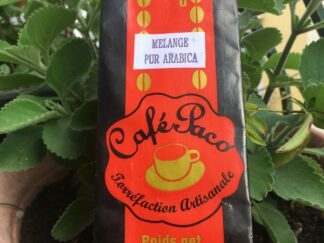 MELANGE
PUR ARABICA
Café Paco
Torréfaction Artisanale
Poids net